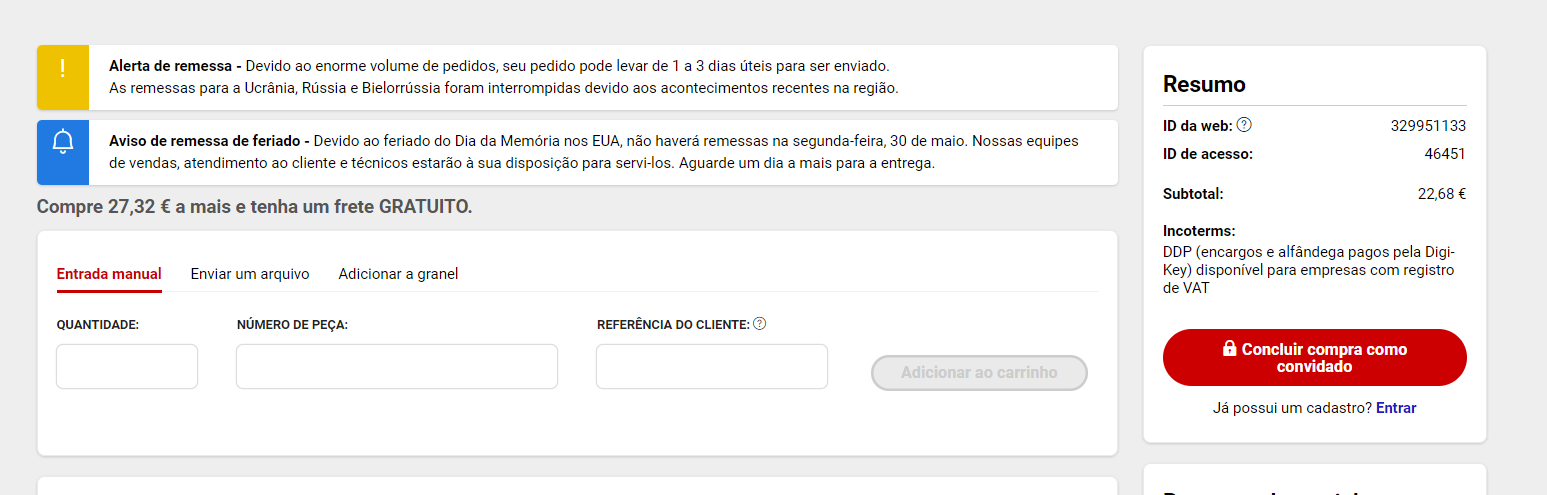 Alerta de remessa - Devido ao enorme volume de pedidos, seu pedido pode levar de 1 a 3 dias úteis para ser enviado.
As remessas para a Ucrânia, Rússia e Bielorrússia foram interrompidas devido aos acontecimentos recentes na região.
Aviso de remessa de feriado - Devido ao feriado do Dia da Memória nos EUA, não haverá remessas na segunda-feira, 30 de maio. Nossas equipes
de vendas, atendimento ao cliente e técnicos estarão à sua disposição para servi-los. Aguarde um dia a mais para a entrega.
Compre 27,32 € a mais e tenha um frete GRATUITO.
Entrada manual Enviar um arquivo Adicionar a granel
QUANTIDADE: NÚMERO DE PEÇA: REFERÊNCIA DO CLIENTE:
Adicionar ao carrinho
Resumo
ID da web: 329951133
ID de acesso: 46451
Subtotal: 22,68 €
Incoterms:
DDP (encargos e alfândega pagos pela Digi-
Key) disponível para empresas com registro
de VAT
Concluir compra como
convidado
Já possui um cadastro? Entrar